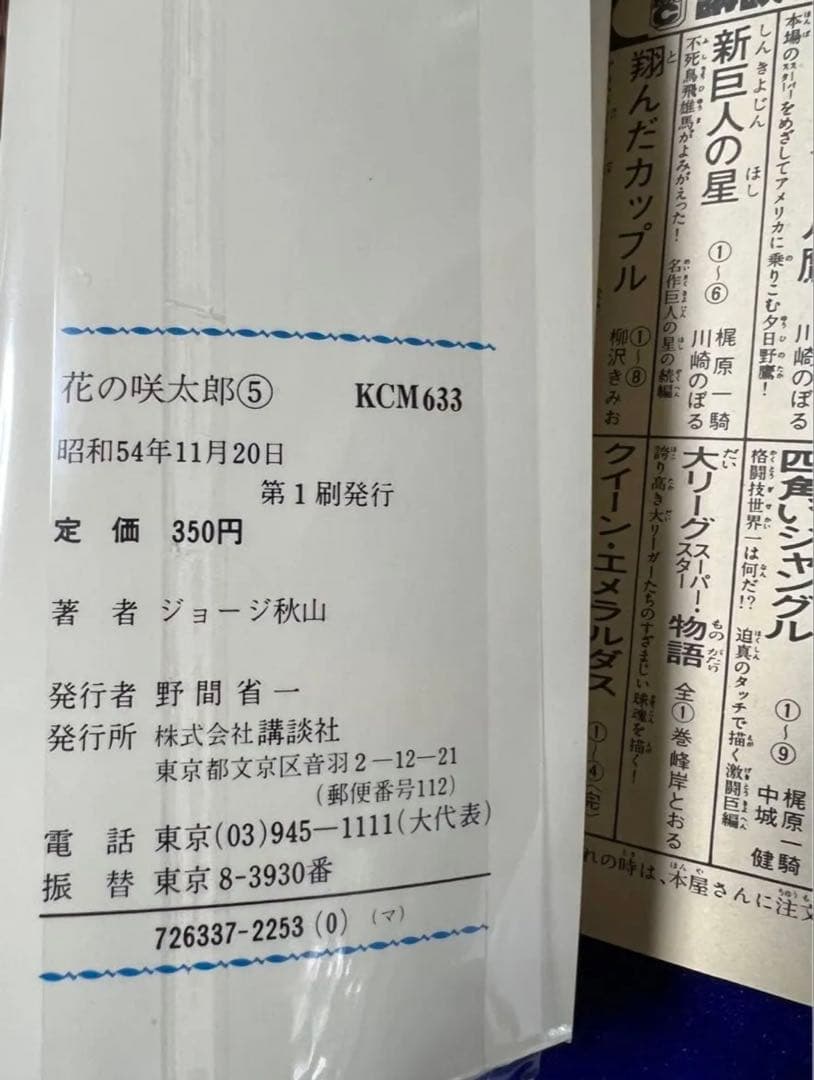 花の咲太郎⑤ KCM633
昭和54年11月20日
第1刷発行
定価 350円
著者 ジョージ秋山
発行者 野間省一
発行所 株式会社講談社
東京都文京区音羽2-12-21
(郵便番号112)
電話 東京(03)945-1111(大代表)
振替 東京8-3930番
726337-2253(0) (マ)
本場のスーパースターをめざしてアメリカに乗りこむ夕日野鷹!
川崎のぼる
新巨人の星 ①~⑥ 梶原一騎 川崎のぼる
不死鳥飛雄馬がよみがえった! 名作巨人の星の続編
翔んだカップル ①~⑧ 柳沢きみお
四角いジャングル ①~⑨ 梶原一騎 中城健
格闘技世界一は何だ!? 迫真のタッチで描く激闘巨編
大リーグスーパー・スター物語 全①巻 峰岸とおる
誇り高き大リーガーたちのすざまじい球魂を描く!
クイーン・エメラルダス ①~④(完)
れの時は、本屋さんに注文